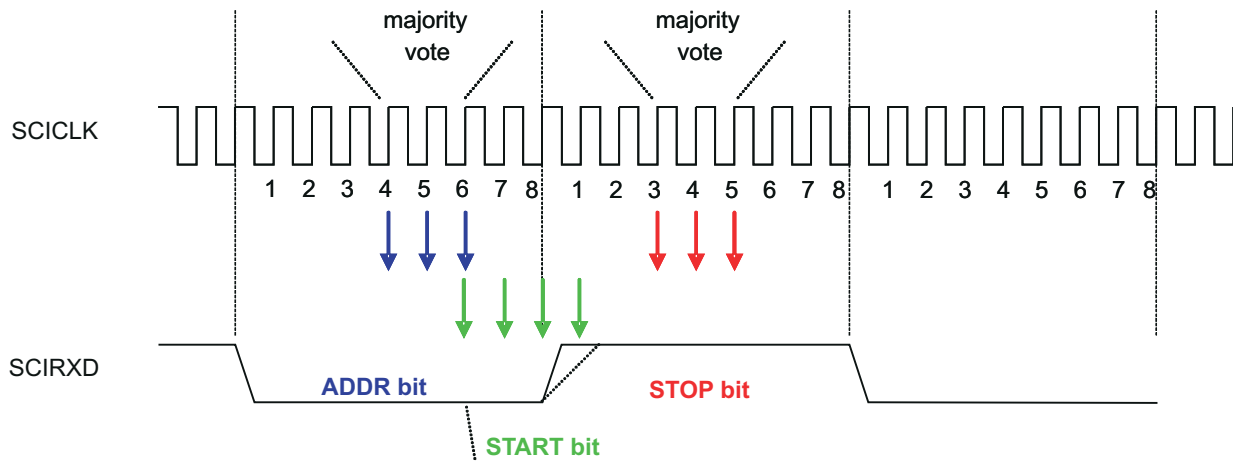 majority majority
vote vote
SCICLK
1 2 3 4 5 6 7 8 1 2 3 4 5 6 7 8 1 2 3 4 5 6 7 8
SCIRXD
ADDR bit STOP bit
START bit